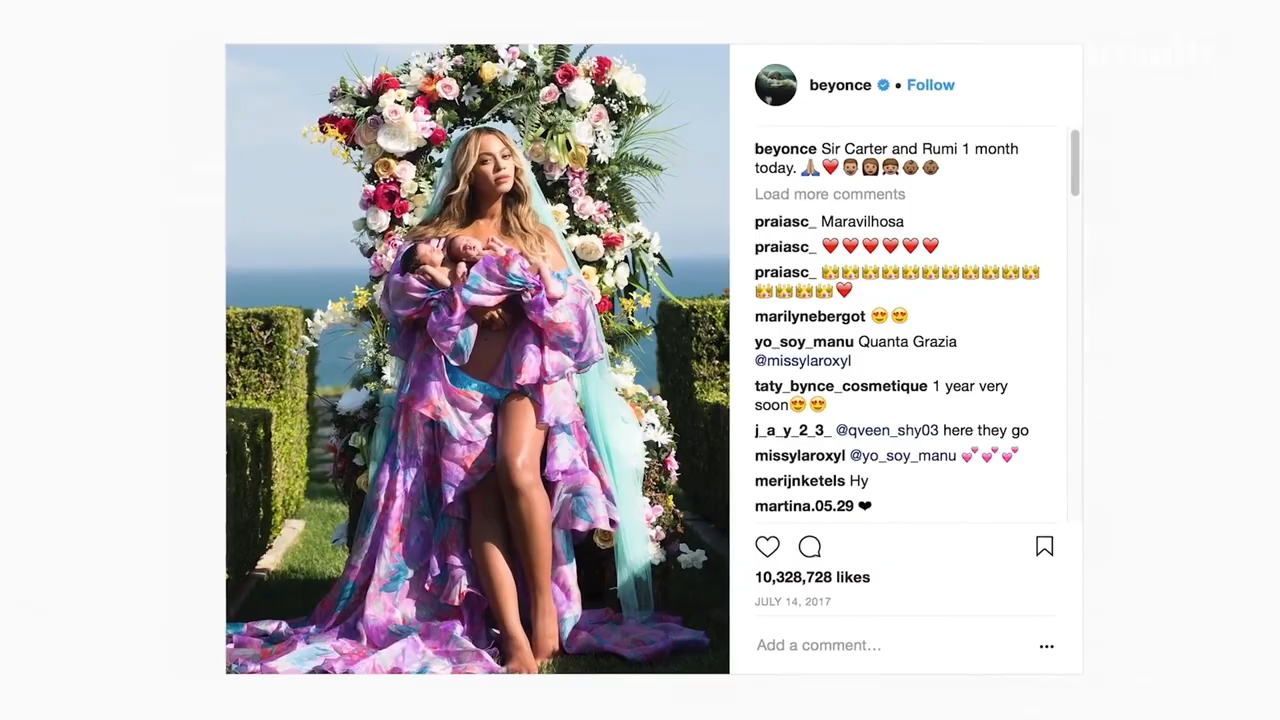 beyonce • Follow
beyonce Sir Carter and Rumi 1 month
today. 🙏🏽❤️👨🏽👩🏽👧🏽👶🏽👶🏽
Load more comments
praiasc_ Maravilhosa
praiasc_ ❤️❤️❤️❤️❤️❤️
praiasc_ 👑👑👑👑👑👑👑👑👑👑👑
👑👑👑👑❤️
marilynebergot 😍😍
yo_soy_manu Quanta Grazia
@missylaroxyl
taty_bynce_cosmetique 1 year very
soon😍😍
j_a_y_2_3_ @qveen_shy03 here they go
missylaroxyl @yo_soy_manu 💕💕💕
merijnketels Hy
martina.05.29 ❤
10,328,728 likes
JULY 14, 2017
Add a comment…